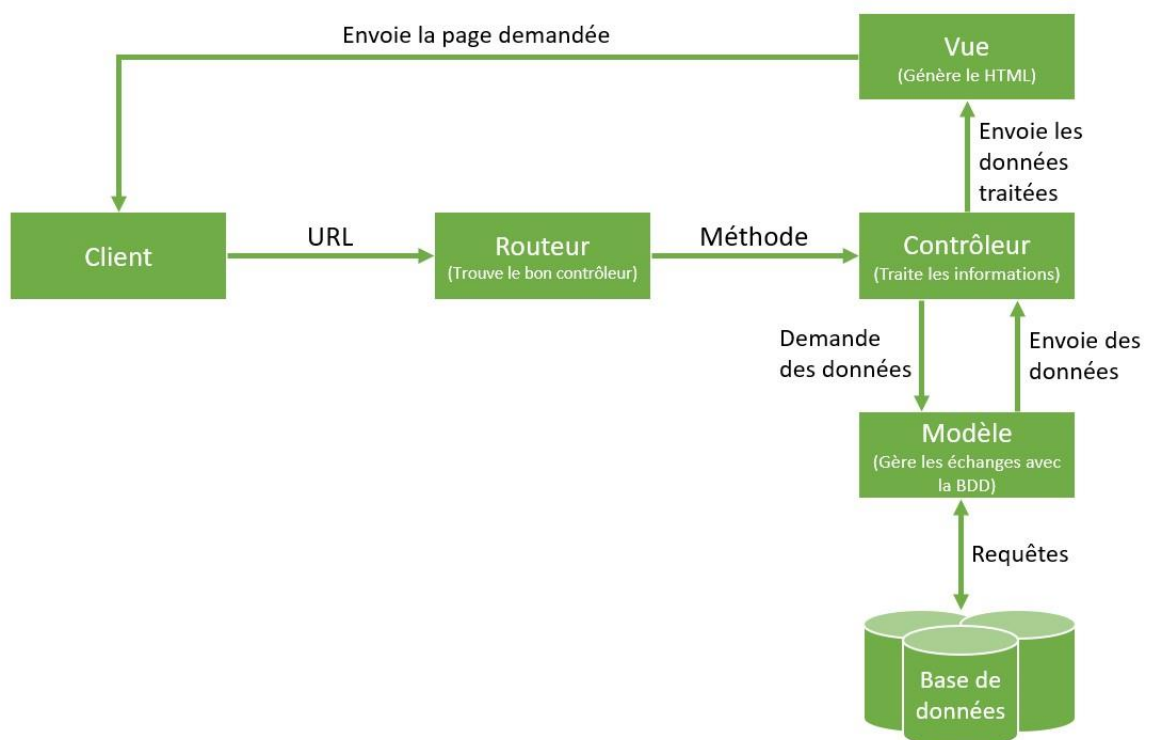 Envoie la page demandée
Vue
(Génère le HTML)
Envoie les
données
traitées
Client
URL
Routeur
(Trouve le bon contrôleur)
Méthode
Contrôleur
(Traite les informations)
Demande
des données
Envoie des
données
Modèle
(Gère les échanges avec
la BDD)
Requêtes
Base de
données